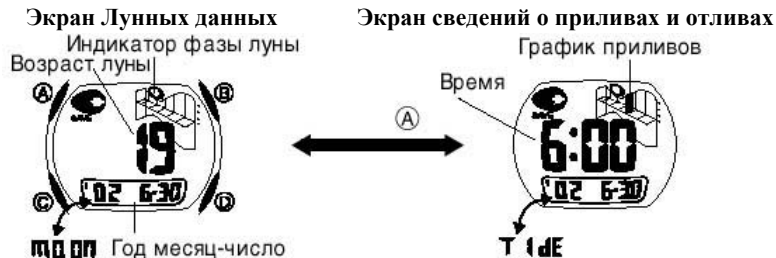 Экран Лунных данных
Экран сведений о приливах и отливах
Индикатор фазы луны
Возраст луны
A
B
19
C
D
'02 6-30
MOON
Год месяц-число
A
График приливов
Время
6:00
'02 6-30
TIdE